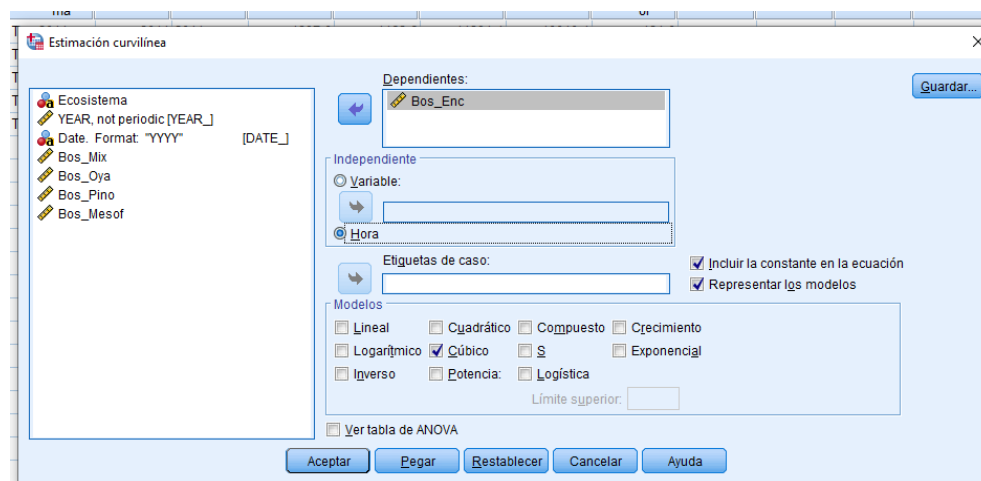 Estimación curvilínea
Ecosistema
YEAR, not periodic [YEAR_]
Date. Format: "YYYY" [DATE_]
Bos_Mix
Bos_Oya
Bos_Pino
Bos_Mesof
Dependientes:
Bos_Enc
Guardar...
Independiente
Variable:
Hora
Etiquetas de caso:
Incluir la constante en la ecuación
Representar los modelos
Modelos
Lineal Cuadrático Compuesto Crecimiento
Logarítmico Cúbico S Exponencial
Inverso Potencia: Logística
Límite superior:
Ver tabla de ANOVA
Aceptar Pegar Restablecer Cancelar Ayuda